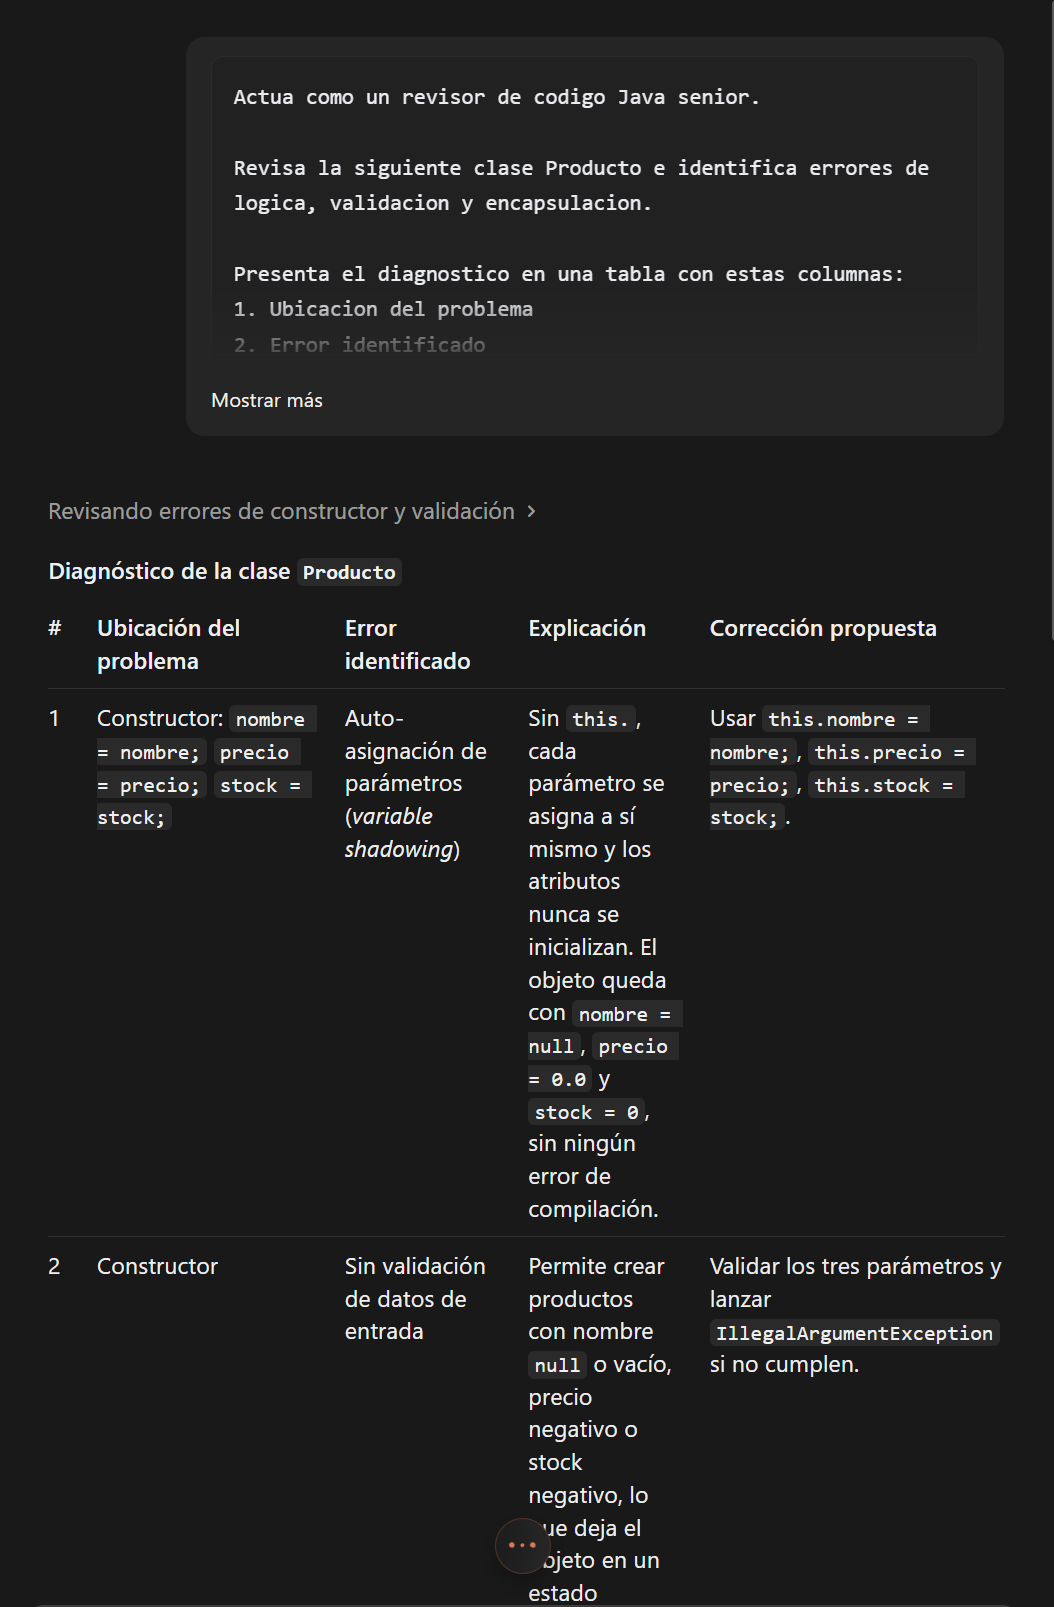 Actua como un revisor de codigo Java senior.
Revisa la siguiente clase Producto e identifica errores de
logica, validacion y encapsulacion.
Presenta el diagnostico en una tabla con estas columnas:
1. Ubicacion del problema
2. Error identificado
Mostrar más
Revisando errores de constructor y validación >
Diagnóstico de la clase Producto
#
Ubicación del
problema
Error
identificado
Explicación
Corrección propuesta
1
Constructor: nombre
= nombre; precio
= precio; stock =
stock;
Auto-
asignación de
parámetros
(variable
shadowing)
Sin this.,
cada
parámetro se
asigna a sí
mismo y los
atributos
nunca se
inicializan. El
objeto queda
con nombre =
null, precio
= 0.0 y
stock = 0,
sin ningún
error de
compilación.
Usar this.nombre =
nombre;, this.precio =
precio;, this.stock =
stock;.
2
Constructor
Sin validación
de datos de
entrada
Permite crear
productos
con nombre
null o vacío,
precio
negativo o
stock
negativo, lo
que deja el
objeto en un
estado
Validar los tres parámetros y
lanzar
IllegalArgumentException
si no cumplen.